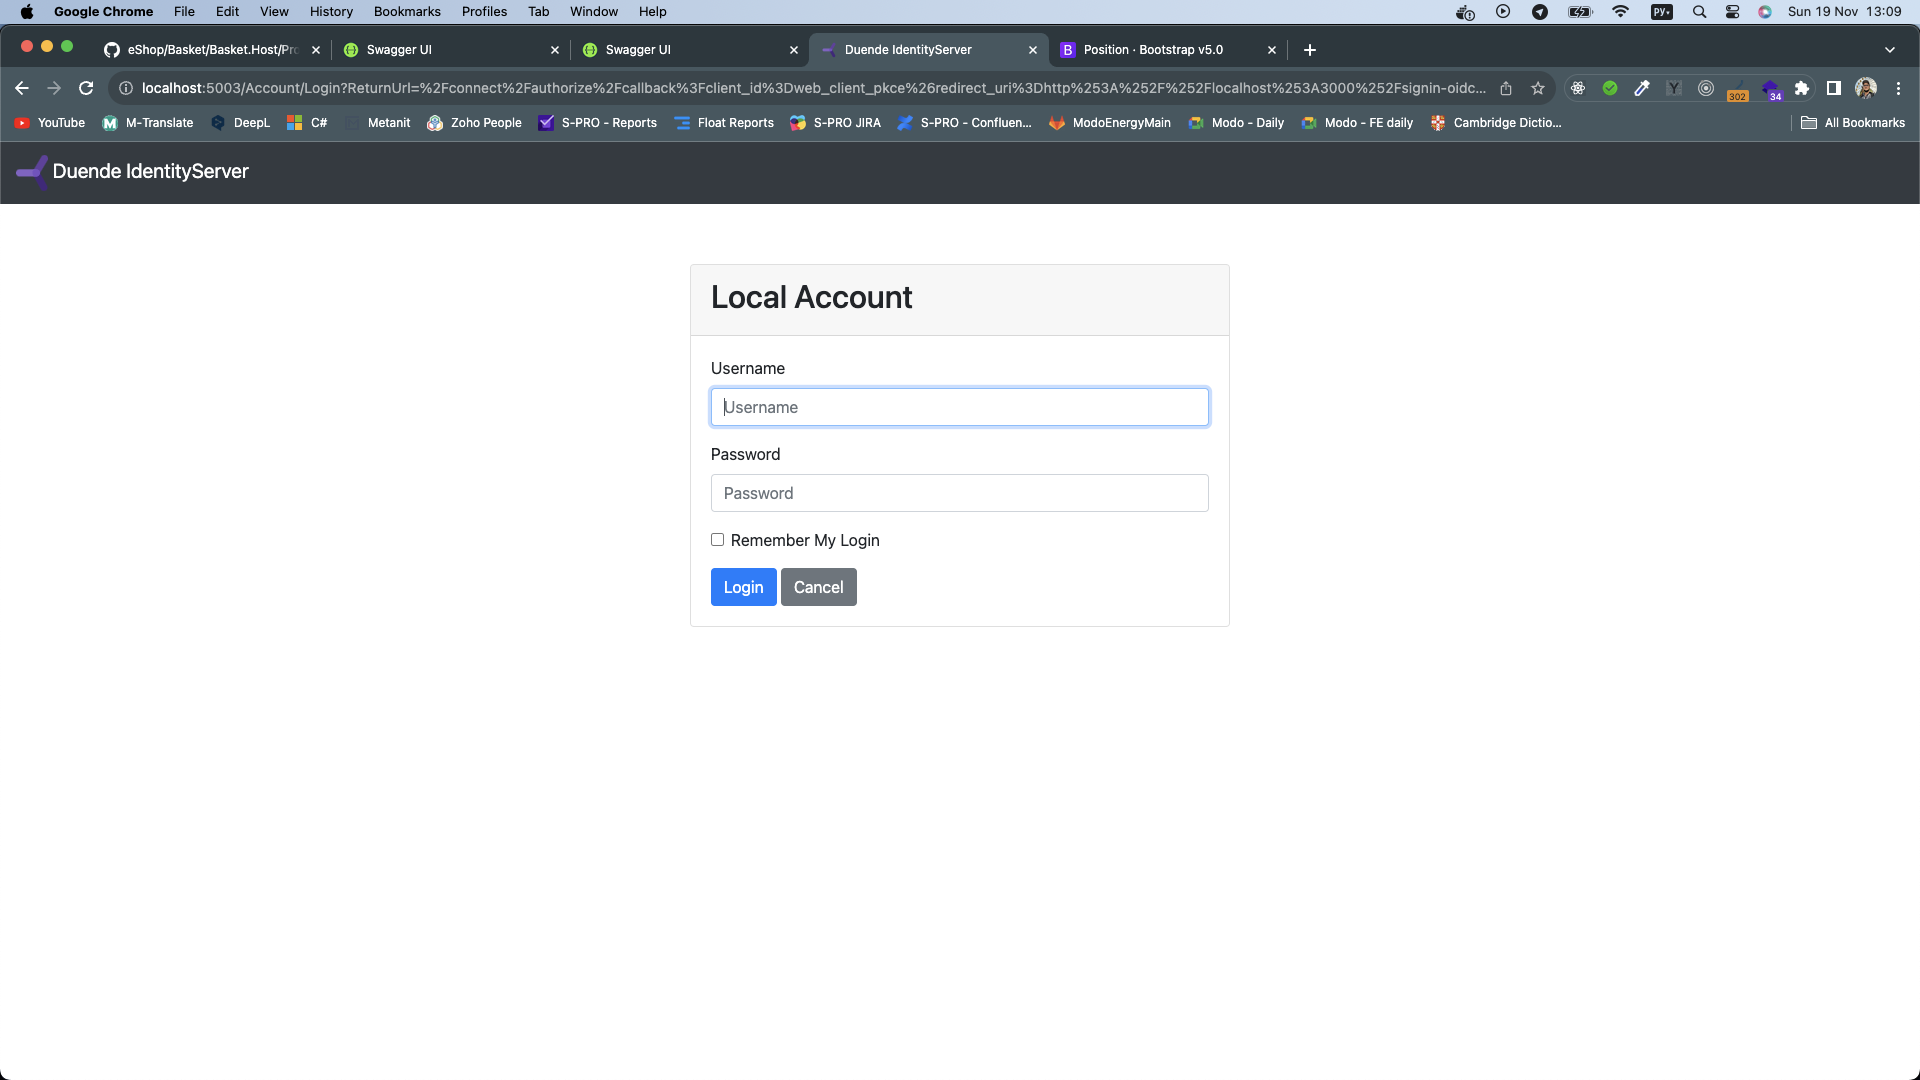 Google Chrome File Edit View History Bookmarks Profiles Tab Window Help РУ Sun 19 Nov 13:09
eShop/Basket/Basket.Host/Pro Swagger UI Swagger UI Duende IdentityServer B Position · Bootstrap v5.0
localhost:5003/Account/Login?ReturnUrl=%2Fconnect%2Fauthorize%2Fcallback%3Fclient_id%3Dweb_client_pkce%26redirect_uri%3Dhttp%253A%252F%252Flocalhost%253A3000%252Fsignin-oidc... Y 302 34
YouTube M M-Translate DeepL C# Metanit Zoho People S-PRO - Reports Float Reports S-PRO JIRA S-PRO - Confluen... ModoEnergyMain Modo - Daily Modo - FE daily Cambridge Dictio... All Bookmarks
Duende IdentityServer
Local Account
Username
Username
Password
Password
Remember My Login
Login Cancel